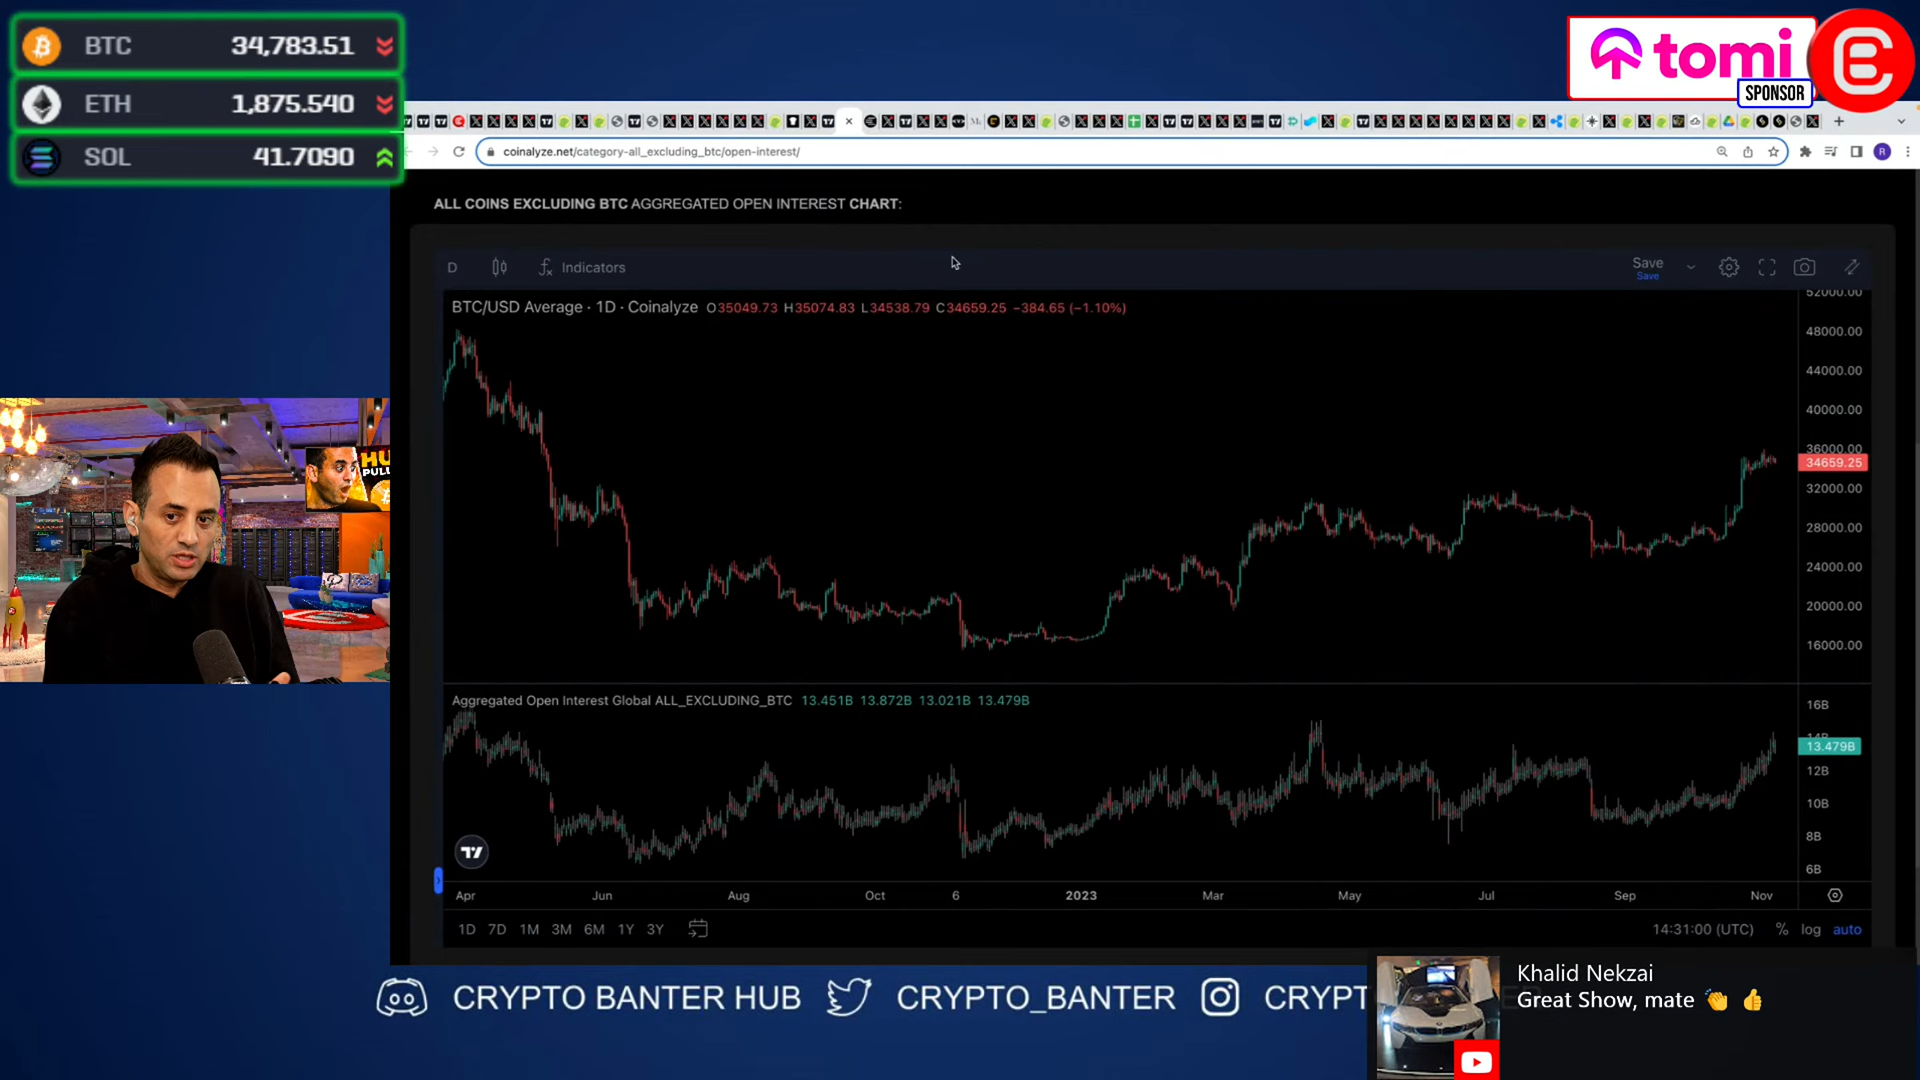 BTC 34,783.51
ETH 1,875.540
SOL 41.7090
tomi
SPONSOR
coinalyze.net/category-all_excluding_btc/open-interest/
ALL COINS EXCLUDING BTC AGGREGATED OPEN INTEREST CHART:
D Indicators
Save
Save
BTC/USD Average · 1D · Coinalyze O35049.73 H35074.83 L34538.79 C34659.25 −384.65 (−1.10%)
52000.00
48000.00
44000.00
40000.00
36000.00
34659.25
32000.00
28000.00
24000.00
20000.00
16000.00
HU
PULL
Aggregated Open Interest Global ALL_EXCLUDING_BTC 13.451B 13.872B 13.021B 13.479B
16B
14B
13.479B
12B
10B
8B
6B
Apr Jun Aug Oct 6 2023 Mar May Jul Sep Nov
1D 7D 1M 3M 6M 1Y 3Y
14:31:00 (UTC) % log auto
CRYPTO BANTER HUB CRYPTO_BANTER
Khalid Nekzai
Great Show, mate 👏 👍